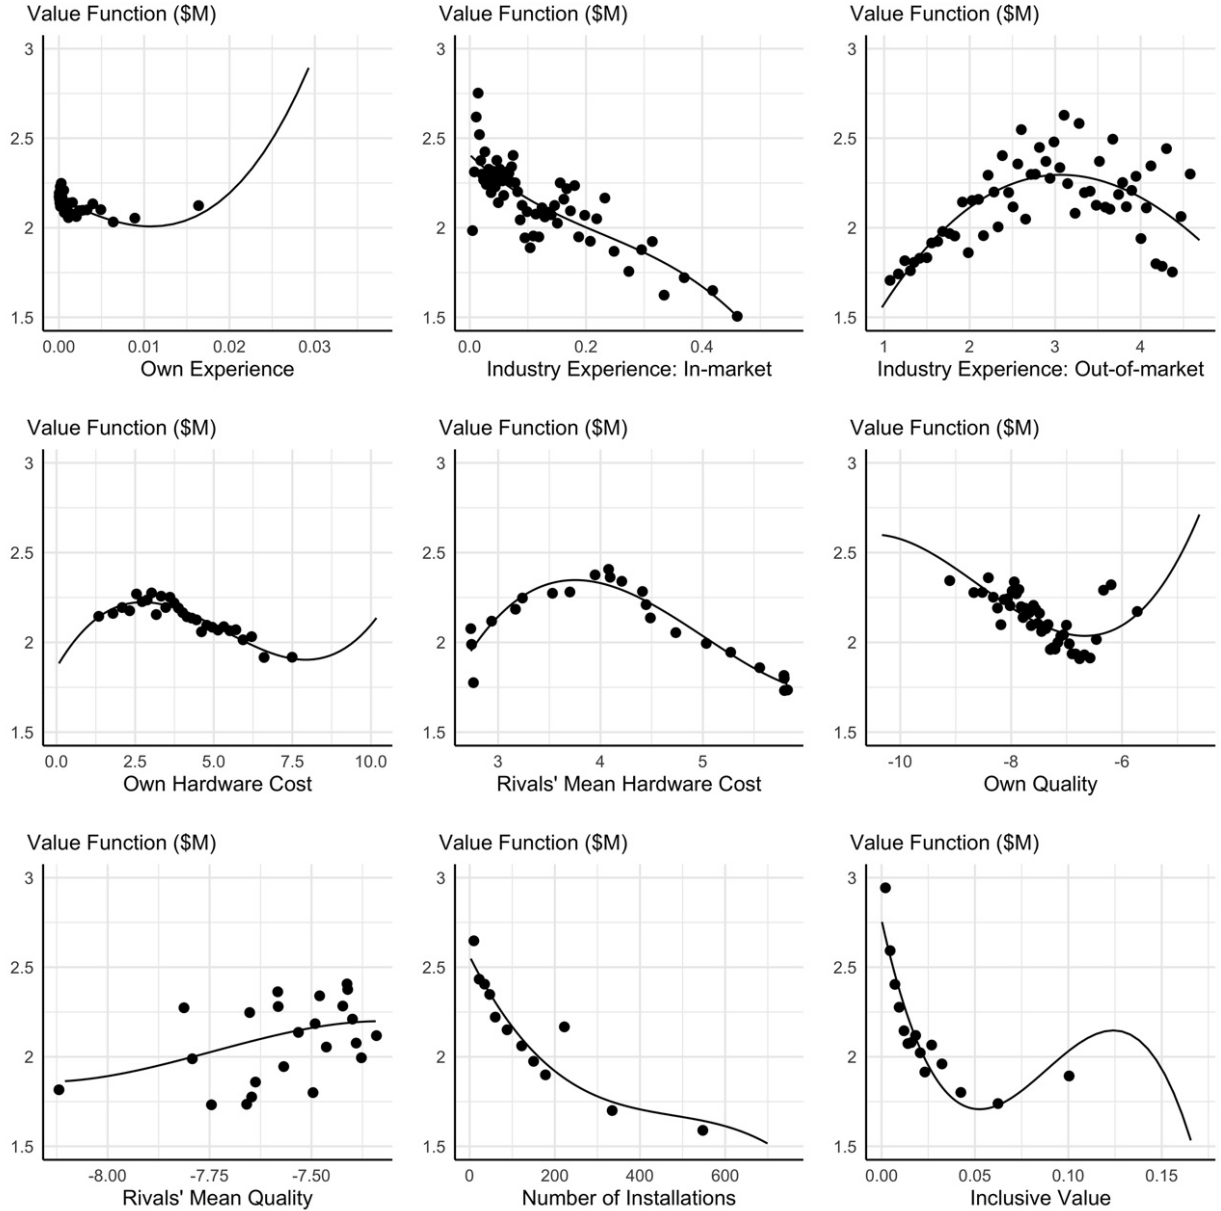 Value Function ($M) Value Function ($M) Value Function ($M)
3 3 3
2.5 2.5 2.5
2 2 2
1.5 1.5 1.5
0.00 0.01 0.02 0.03 0.0 0.2 0.4 1 2 3 4
Own Experience Industry Experience: In-market Industry Experience: Out-of-market
Value Function ($M) Value Function ($M) Value Function ($M)
3 3 3
2.5 2.5 2.5
2 2 2
1.5 1.5 1.5
0.0 2.5 5.0 7.5 10.0 3 4 5 -10 -8 -6
Own Hardware Cost Rivals' Mean Hardware Cost Own Quality
Value Function ($M) Value Function ($M) Value Function ($M)
3 3 3
2.5 2.5 2.5
2 2 2
1.5 1.5 1.5
-8.00 -7.75 -7.50 0 200 400 600 0.00 0.05 0.10 0.15
Rivals' Mean Quality Number of Installations Inclusive Value